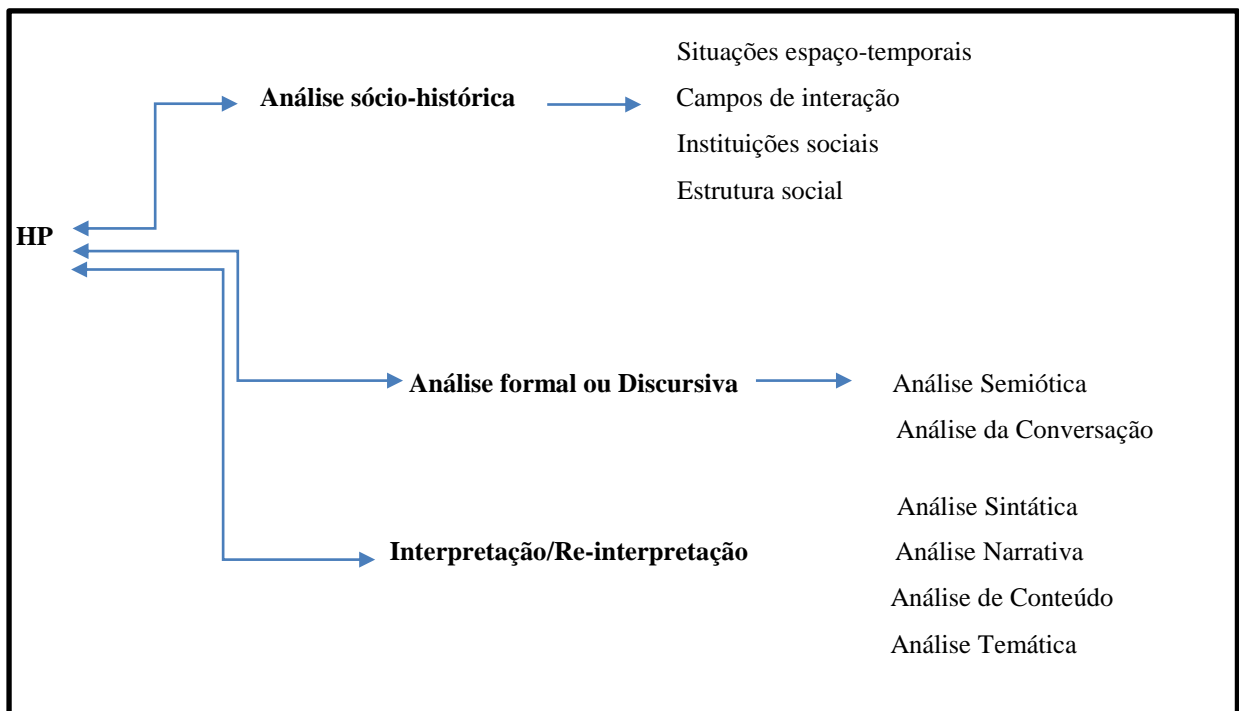 Situações espaço-temporais
Análise sócio-histórica
Campos de interação
Instituições sociais
Estrutura social
HP
Análise formal ou Discursiva
Análise Semiótica
Análise da Conversação
Análise Sintática
Interpretação/Re-interpretação
Análise Narrativa
Análise de Conteúdo
Análise Temática